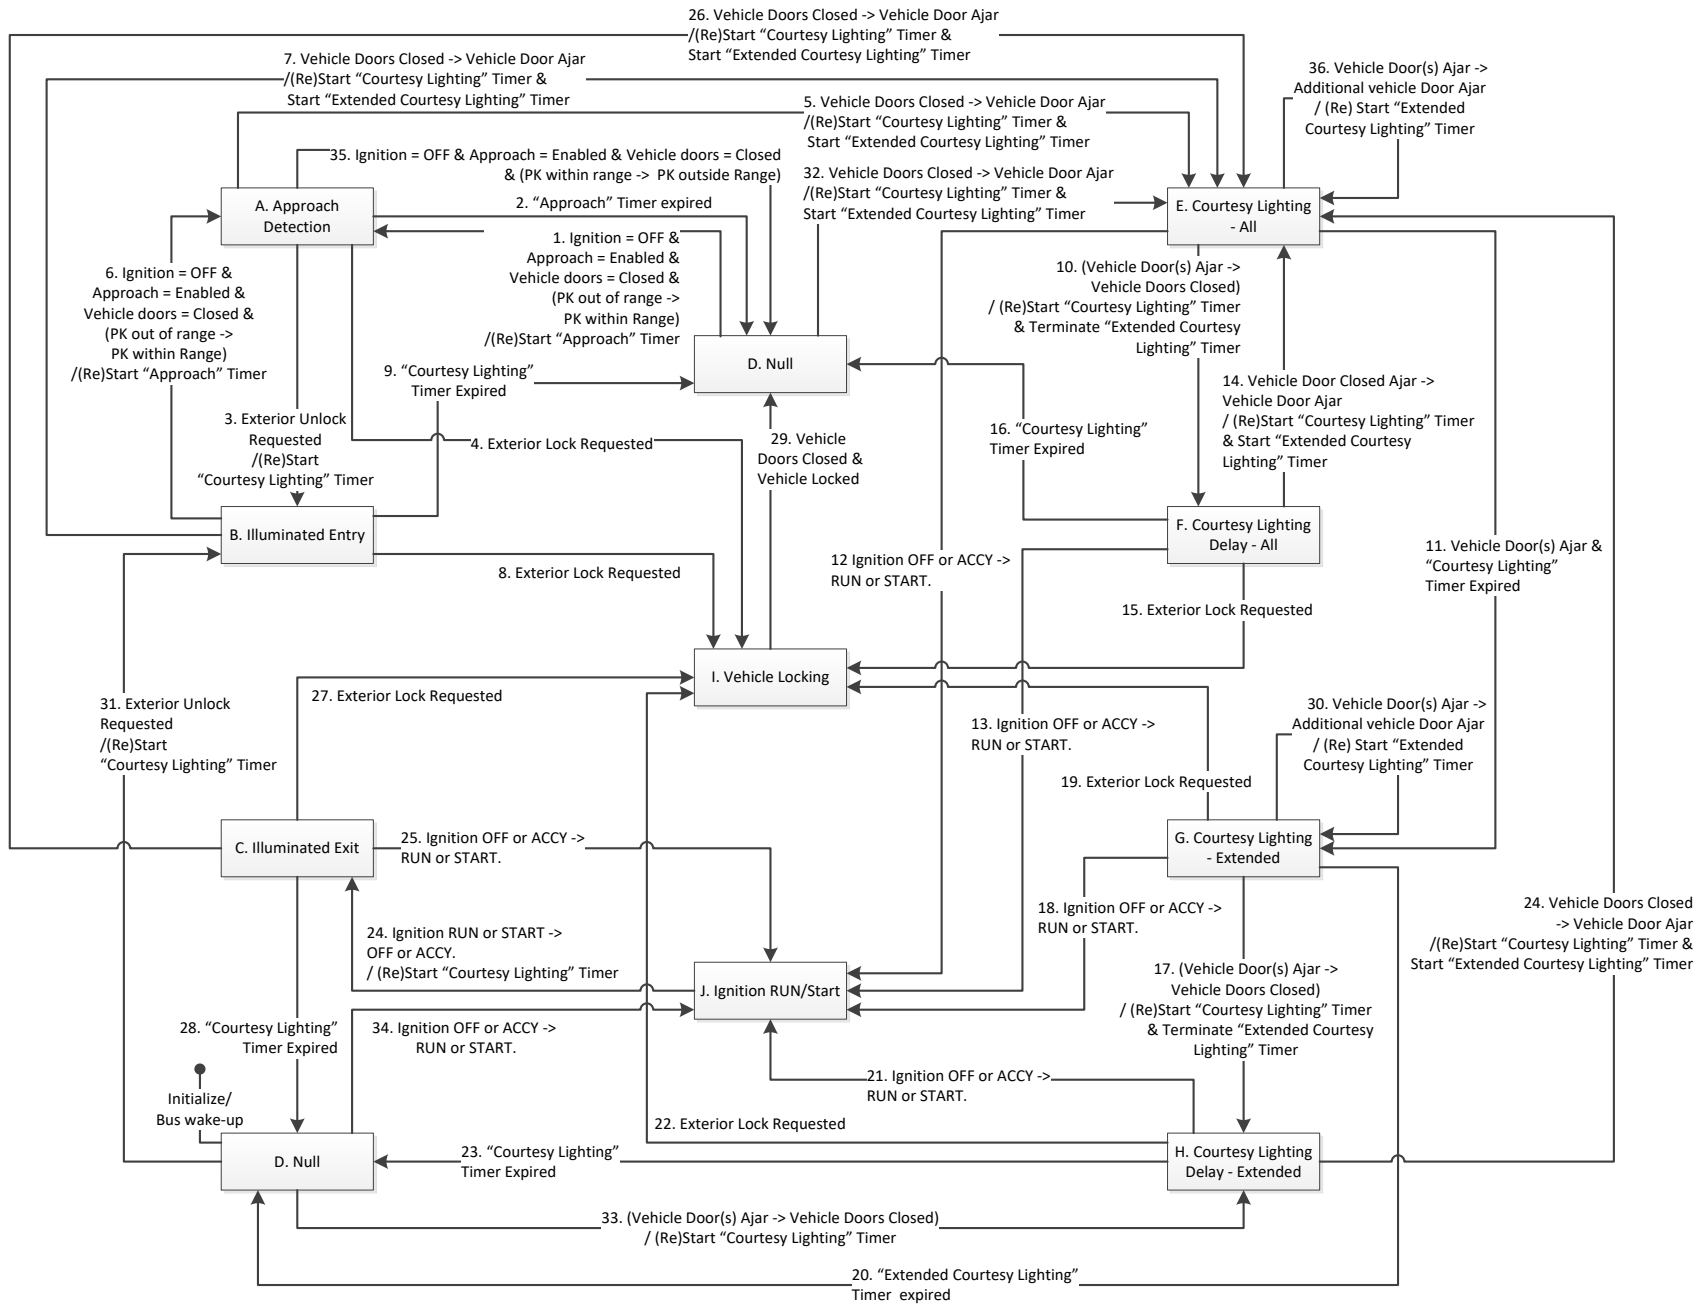 26. Vehicle Doors Closed -> Vehicle Door Ajar
/(Re)Start “Courtesy Lighting” Timer &
Start “Extended Courtesy Lighting” Timer
7. Vehicle Doors Closed -> Vehicle Door Ajar
/(Re)Start “Courtesy Lighting” Timer &
Start “Extended Courtesy Lighting” Timer
36. Vehicle Door(s) Ajar ->
Additional vehicle Door Ajar
/ (Re) Start “Extended
Courtesy Lighting” Timer
5. Vehicle Doors Closed -> Vehicle Door Ajar
/(Re)Start “Courtesy Lighting” Timer &
Start “Extended Courtesy Lighting” Timer
35. Ignition = OFF & Approach = Enabled & Vehicle doors = Closed
& (PK within range -> PK outside Range)
32. Vehicle Doors Closed -> Vehicle Door Ajar
/(Re)Start “Courtesy Lighting” Timer &
Start “Extended Courtesy Lighting” Timer
A. Approach
Detection
2. “Approach” Timer expired
E. Courtesy Lighting
- All
1. Ignition = OFF &
Approach = Enabled &
Vehicle doors = Closed &
(PK out of range ->
PK within Range)
/(Re)Start “Approach” Timer
6. Ignition = OFF &
Approach = Enabled &
Vehicle doors = Closed &
(PK out of range ->
PK within Range)
/(Re)Start “Approach” Timer
10. (Vehicle Door(s) Ajar ->
Vehicle Doors Closed)
/ (Re)Start “Courtesy Lighting” Timer
& Terminate “Extended Courtesy
Lighting” Timer
D. Null
9. “Courtesy Lighting”
Timer Expired
14. Vehicle Door Closed Ajar ->
Vehicle Door Ajar
/ (Re)Start “Courtesy Lighting” Timer
& Start “Extended Courtesy
Lighting” Timer
3. Exterior Unlock
Requested
/(Re)Start
“Courtesy Lighting” Timer
4. Exterior Lock Requested
29. Vehicle
Doors Closed &
Vehicle Locked
16. “Courtesy Lighting”
Timer Expired
B. Illuminated Entry
F. Courtesy Lighting
Delay - All
8. Exterior Lock Requested
12 Ignition OFF or ACCY ->
RUN or START.
11. Vehicle Door(s) Ajar &
“Courtesy Lighting”
Timer Expired
15. Exterior Lock Requested
I. Vehicle Locking
27. Exterior Lock Requested
31. Exterior Unlock
Requested
/(Re)Start
“Courtesy Lighting” Timer
13. Ignition OFF or ACCY ->
RUN or START.
30. Vehicle Door(s) Ajar ->
Additional vehicle Door Ajar
/ (Re) Start “Extended
Courtesy Lighting” Timer
19. Exterior Lock Requested
C. Illuminated Exit
25. Ignition OFF or ACCY ->
RUN or START.
G. Courtesy Lighting
- Extended
24. Ignition RUN or START ->
OFF or ACCY.
/ (Re)Start “Courtesy Lighting” Timer
18. Ignition OFF or ACCY ->
RUN or START.
24. Vehicle Doors Closed
-> Vehicle Door Ajar
/(Re)Start “Courtesy Lighting” Timer &
Start “Extended Courtesy Lighting” Timer
J. Ignition RUN/Start
17. (Vehicle Door(s) Ajar ->
Vehicle Doors Closed)
/ (Re)Start “Courtesy Lighting” Timer
& Terminate “Extended Courtesy
Lighting” Timer
28. “Courtesy Lighting”
Timer Expired
34. Ignition OFF or ACCY ->
RUN or START.
21. Ignition OFF or ACCY ->
RUN or START.
Initialize/
Bus wake-up
22. Exterior Lock Requested
D. Null
23. “Courtesy Lighting”
Timer Expired
H. Courtesy Lighting
Delay - Extended
33. (Vehicle Door(s) Ajar -> Vehicle Doors Closed)
/ (Re)Start “Courtesy Lighting” Timer
20. “Extended Courtesy Lighting”
Timer expired